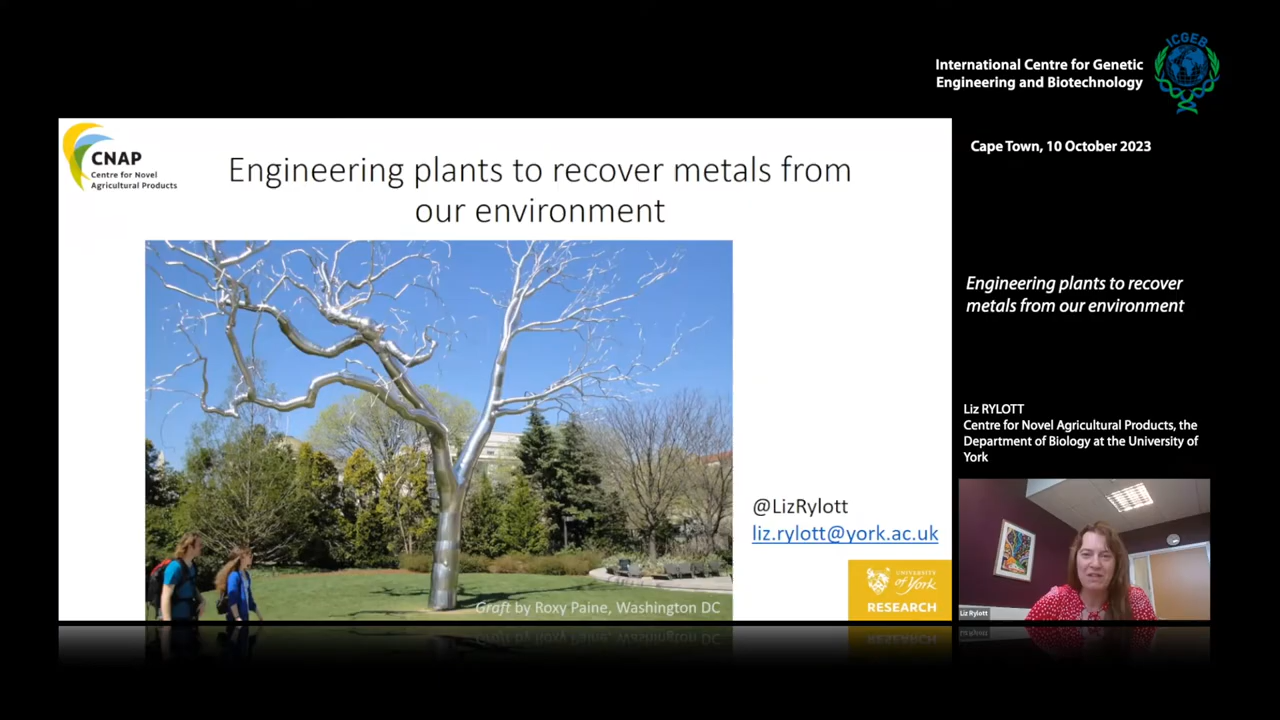 International Centre for Genetic
Engineering and Biotechnology
ICGEB
Cape Town, 10 October 2023
CNAP
Centre for Novel
Agricultural Products
Engineering plants to recover metals from
our environment
Graft by Roxy Paine, Washington DC
@LizRylott
liz.rylott@york.ac.uk
UNIVERSITY
of York
RESEARCH
Engineering plants to recover
metals from our environment
Liz RYLOTT
Centre for Novel Agricultural Products, the
Department of Biology at the University of
York
Liz Rylott